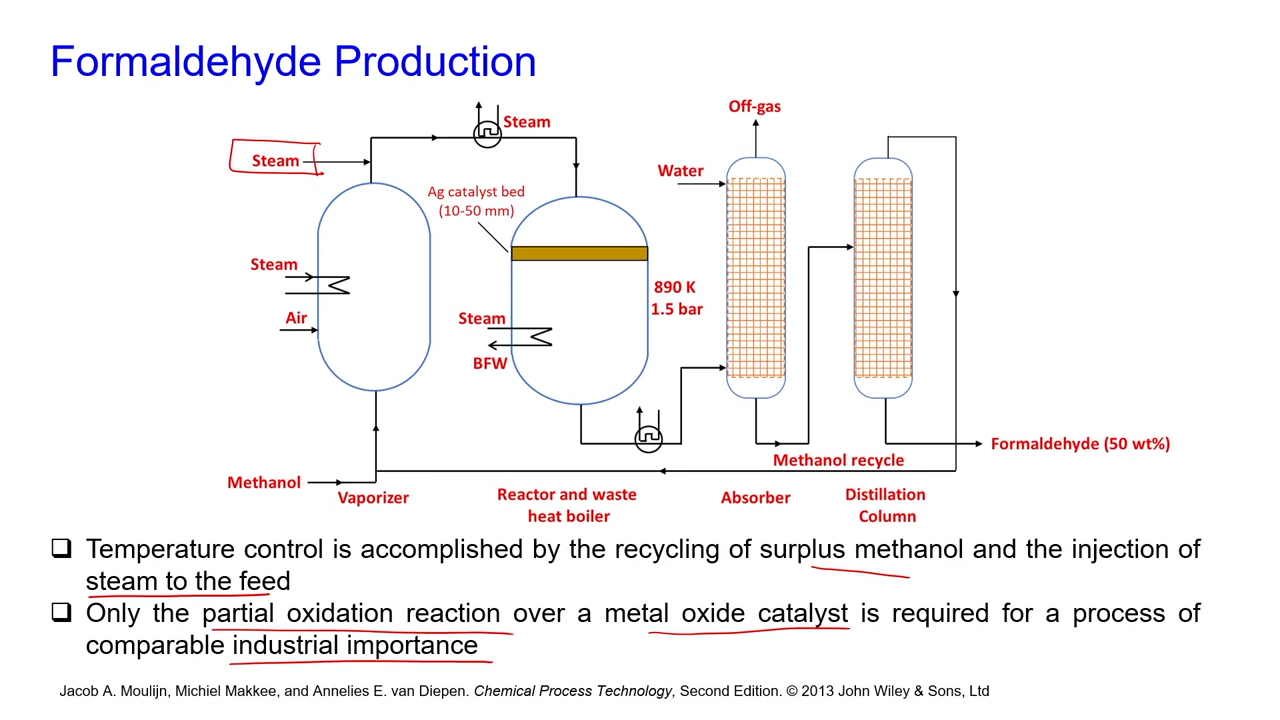 Formaldehyde Production
Off-gas
Steam
Steam
Water
Ag catalyst bed
(10-50 mm)
Steam
890 K
1.5 bar
Air
Steam
BFW
Formaldehyde (50 wt%)
Methanol recycle
Methanol
Vaporizer
Reactor and waste
heat boiler
Absorber
Distillation
Column
❑ Temperature control is accomplished by the recycling of surplus methanol and the injection of
steam to the feed
❑ Only the partial oxidation reaction over a metal oxide catalyst is required for a process of
comparable industrial importance
Jacob A. Moulijn, Michiel Makkee, and Annelies E. van Diepen. Chemical Process Technology, Second Edition. © 2013 John Wiley & Sons, Ltd